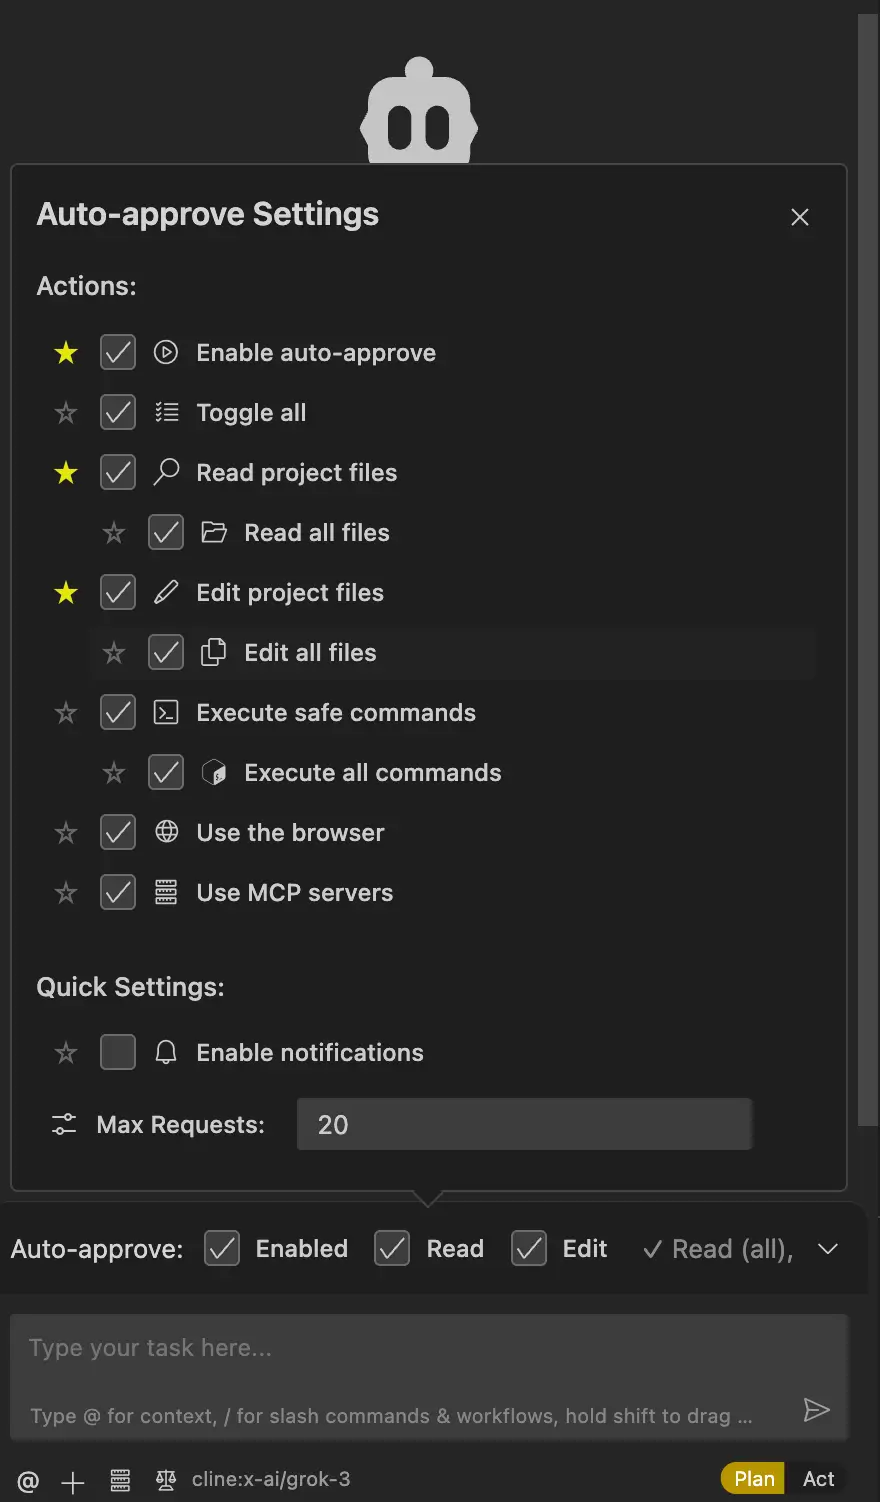 Auto-approve Settings
Actions:
Enable auto-approve
Toggle all
Read project files
Read all files
Edit project files
Edit all files
Execute safe commands
Execute all commands
Use the browser
Use MCP servers
Quick Settings:
Enable notifications
Max Requests: 20
Auto-approve: Enabled Read Edit ✓ Read (all),
Type your task here...
Type @ for context, / for slash commands & workflows, hold shift to drag ...
@ cline:x-ai/grok-3 Plan Act